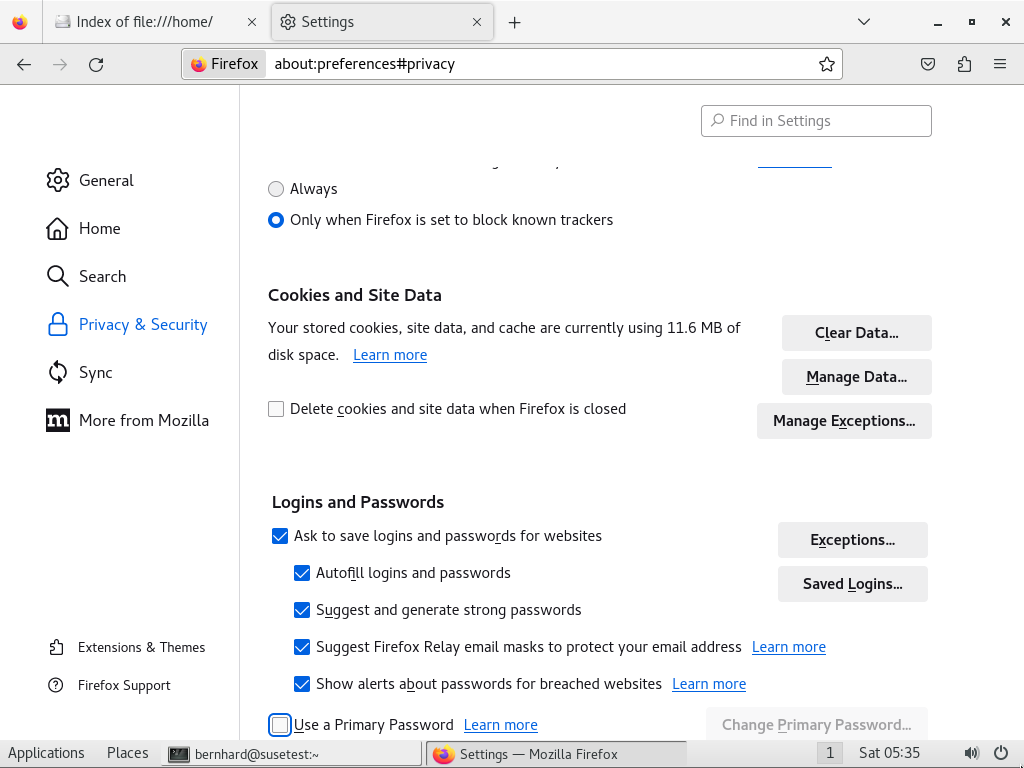 Index of file:///home/
Settings
Firefox
about:preferences#privacy
Find in Settings
General
Home
Search
Privacy & Security
Sync
More from Mozilla
Extensions & Themes
Firefox Support
Always
Only when Firefox is set to block known trackers
Cookies and Site Data
Your stored cookies, site data, and cache are currently using 11.6 MB of
disk space. Learn more
Clear Data...
Manage Data...
Delete cookies and site data when Firefox is closed
Manage Exceptions...
Logins and Passwords
Ask to save logins and passwords for websites
Exceptions...
Autofill logins and passwords
Saved Logins...
Suggest and generate strong passwords
Suggest Firefox Relay email masks to protect your email address Learn more
Show alerts about passwords for breached websites Learn more
Use a Primary Password Learn more
Change Primary Password...
Applications
Places
bernhard@susetest:~
Settings — Mozilla Firefox
1
Sat 05:35